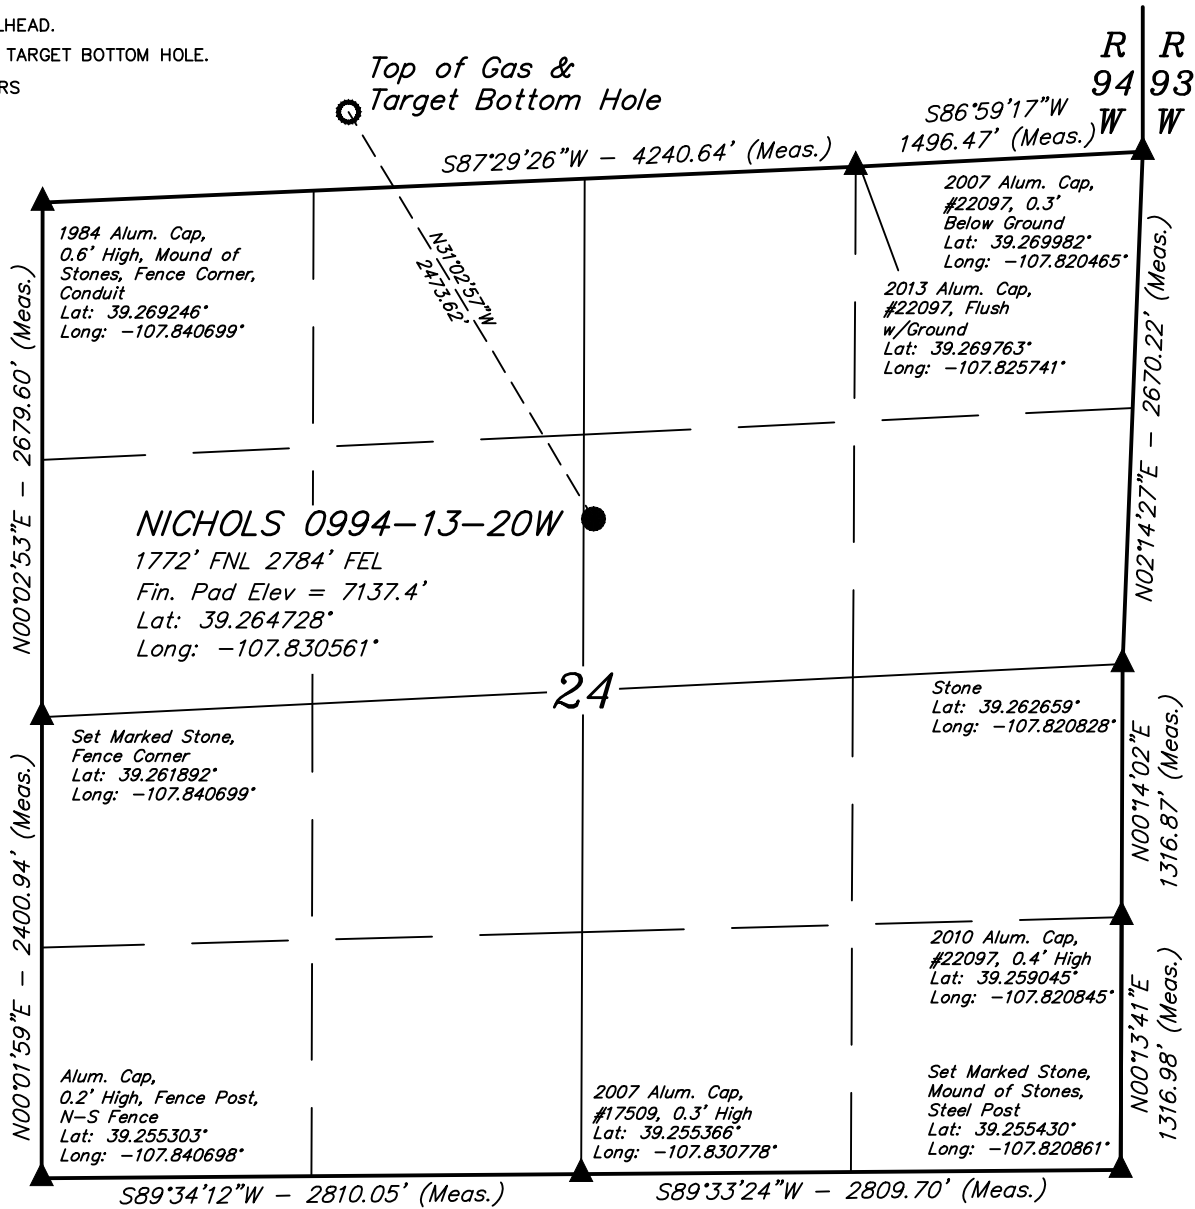 LHEAD.
TARGET BOTTOM HOLE.
RS
Top of Gas &
Target Bottom Hole
R R
94 93
W W
S86°59'17"W
1496.47' (Meas.)
S87°29'26"W - 4240.64' (Meas.)
1984 Alum. Cap,
0.6' High, Mound of
Stones, Fence Corner,
Conduit
Lat: 39.269246°
Long: -107.840699°
N31°02'57"W
2473.62'
2007 Alum. Cap,
#22097, 0.3'
Below Ground
Lat: 39.269982°
Long: -107.820465°
2013 Alum. Cap,
#22097, Flush
w/Ground
Lat: 39.269763°
Long: -107.825741°
N00°02'53"E - 2679.60' (Meas.)
N02°14'27"E - 2670.22' (Meas.)
NICHOLS 0994-13-20W
1772' FNL 2784' FEL
Fin. Pad Elev = 7137.4'
Lat: 39.264728°
Long: -107.830561°
24
Stone
Lat: 39.262659°
Long: -107.820828°
Set Marked Stone,
Fence Corner
Lat: 39.261892°
Long: -107.840699°
N00°14'02"E
1316.87' (Meas.)
N00°01'59"E - 2400.94' (Meas.)
2010 Alum. Cap,
#22097, 0.4' High
Lat: 39.259045°
Long: -107.820845°
N00°13'41"E
1316.98' (Meas.)
Alum. Cap,
0.2' High, Fence Post,
N-S Fence
Lat: 39.255303°
Long: -107.840698°
2007 Alum. Cap,
#17509, 0.3' High
Lat: 39.255366°
Long: -107.830778°
Set Marked Stone,
Mound of Stones,
Steel Post
Lat: 39.255430°
Long: -107.820861°
S89°34'12"W - 2810.05' (Meas.)
S89°33'24"W - 2809.70' (Meas.)